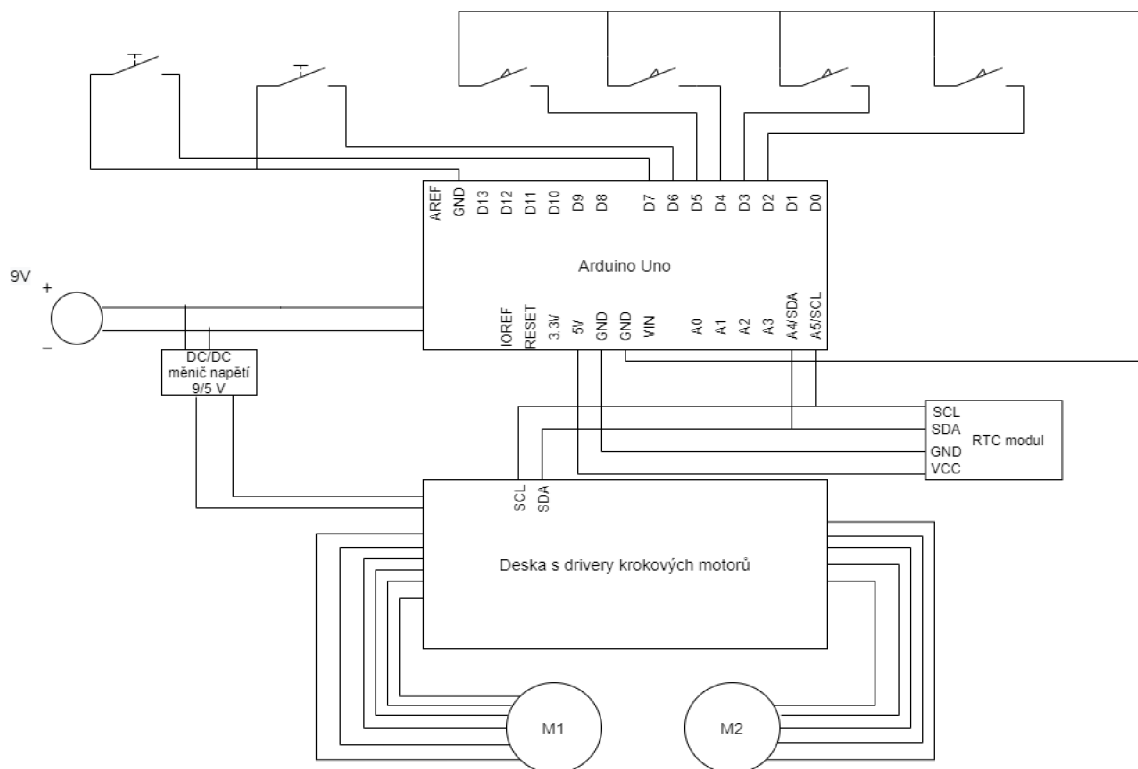 AREF
GND
D13
D12
D11
D10
D9
D8
D7
D6
D5
D4
D3
D2
D1
D0
Arduino Uno
9V
+
−
IOREF
RESET
3.3V
5V
GND
GND
VIN
A0
A1
A2
A3
A4/SDA
A5/SCL
DC/DC
měnič napětí
9/5 V
SCL
SDA
GND
VCC
RTC modul
SCL
SDA
Deska s drivery krokových motorů
M1
M2